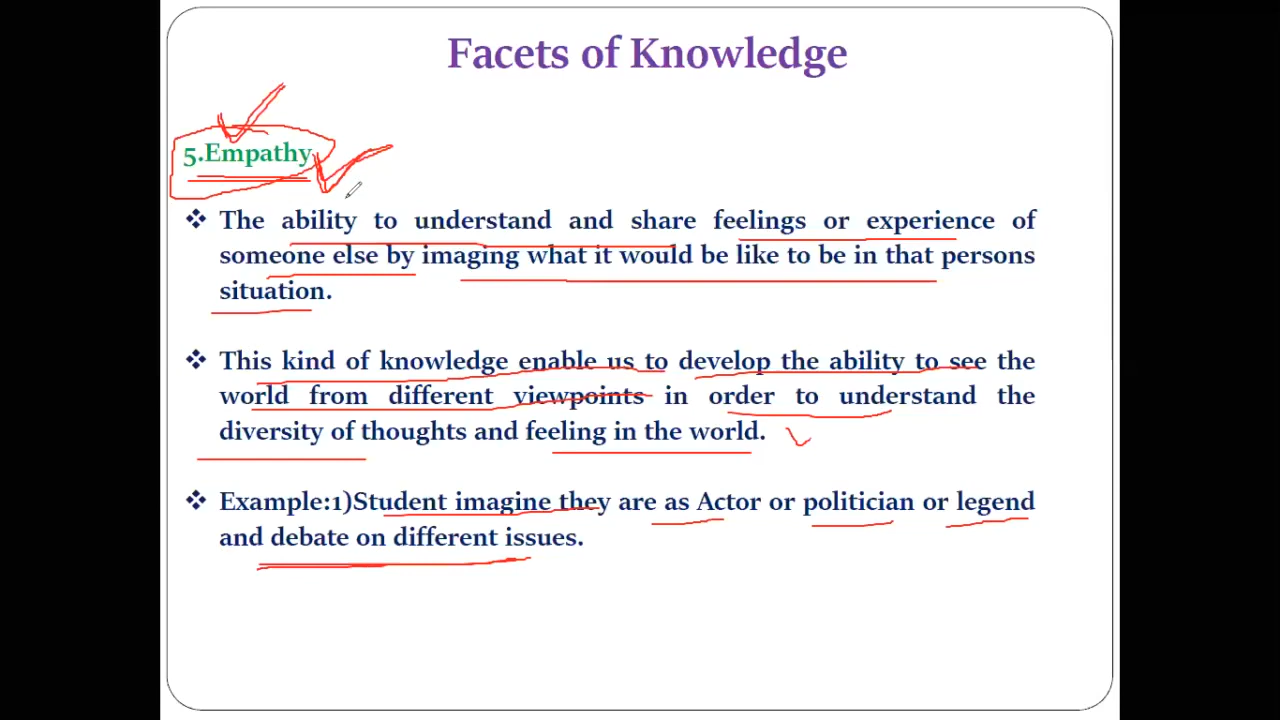 Facets of Knowledge
5.Empathy
❖ The ability to understand and share feelings or experience of
someone else by imaging what it would be like to be in that persons
situation.
❖ This kind of knowledge enable us to develop the ability to see the
world from different viewpoints in order to understand the
diversity of thoughts and feeling in the world.
❖ Example:1)Student imagine they are as Actor or politician or legend
and debate on different issues.